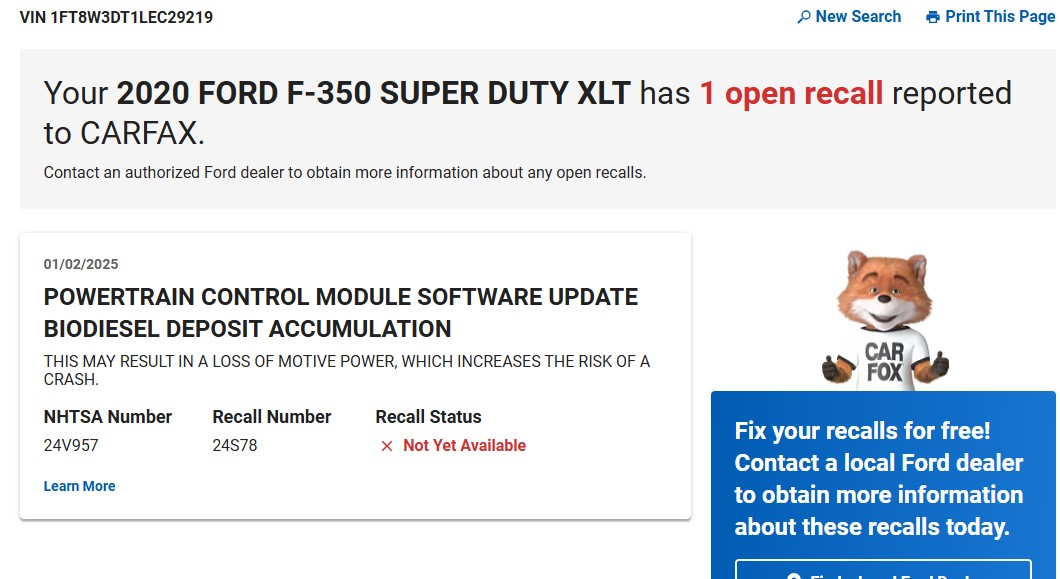 VIN 1FT8W3DT1LEC29219
New Search
Print This Page
Your 2020 FORD F-350 SUPER DUTY XLT has 1 open recall reported
to CARFAX.
Contact an authorized Ford dealer to obtain more information about any open recalls.
01/02/2025
POWERTRAIN CONTROL MODULE SOFTWARE UPDATE
BIODIESEL DEPOSIT ACCUMULATION
THIS MAY RESULT IN A LOSS OF MOTIVE POWER, WHICH INCREASES THE RISK OF A
CRASH.
NHTSA Number Recall Number Recall Status
24V957 24S78 Not Yet Available
Learn More
CAR
FOX
Fix your recalls for free!
Contact a local Ford dealer
to obtain more information
about these recalls today.